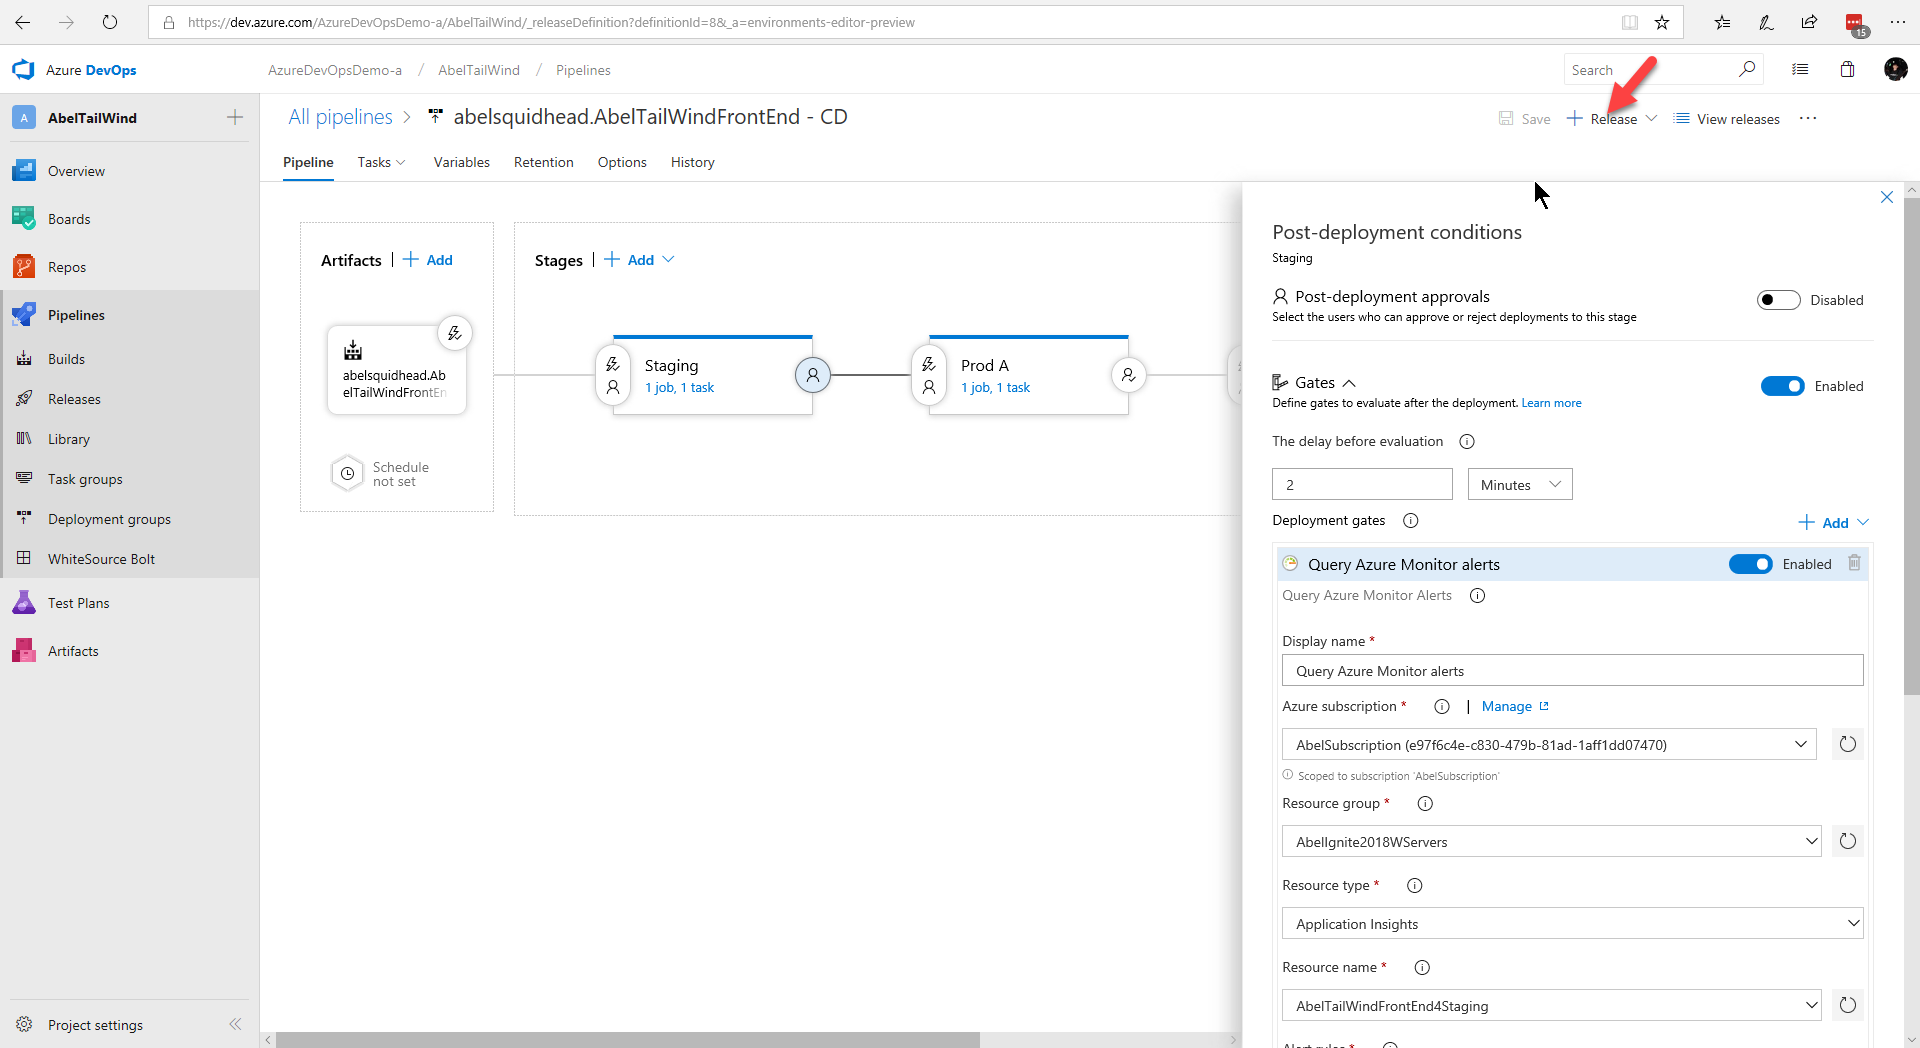 https://dev.azure.com/AzureDevOpsDemo-a/AbelTailWind/_releaseDefinition?definitionId=8&_a=environments-editor-preview
15
Azure DevOps
AzureDevOpsDemo-a / AbelTailWind / Pipelines
Search
A AbelTailWind
All pipelines > abelsquidhead.AbelTailWindFrontEnd - CD
Save
Release
View releases
Pipeline Tasks Variables Retention Options History
Overview
Boards
Repos
Pipelines
Builds
Releases
Library
Task groups
Deployment groups
WhiteSource Bolt
Test Plans
Artifacts
Project settings
Artifacts | + Add
abelsquidhead.Ab
elTailWindFrontEn
Schedule
not set
Stages | + Add
Staging
1 job, 1 task
Prod A
1 job, 1 task
Post-deployment conditions
Staging
Post-deployment approvals
Disabled
Select the users who can approve or reject deployments to this stage
Gates
Enabled
Define gates to evaluate after the deployment. Learn more
The delay before evaluation
2 Minutes
Deployment gates
+ Add
Query Azure Monitor alerts
Enabled
Query Azure Monitor Alerts
Display name *
Query Azure Monitor alerts
Azure subscription * | Manage
AbelSubscription (e97f6c4e-c830-479b-81ad-1aff1dd07470)
Scoped to subscription 'AbelSubscription'
Resource group *
AbelIgnite2018WServers
Resource type *
Application Insights
Resource name *
AbelTailWindFrontEnd4Staging
Alert rules *